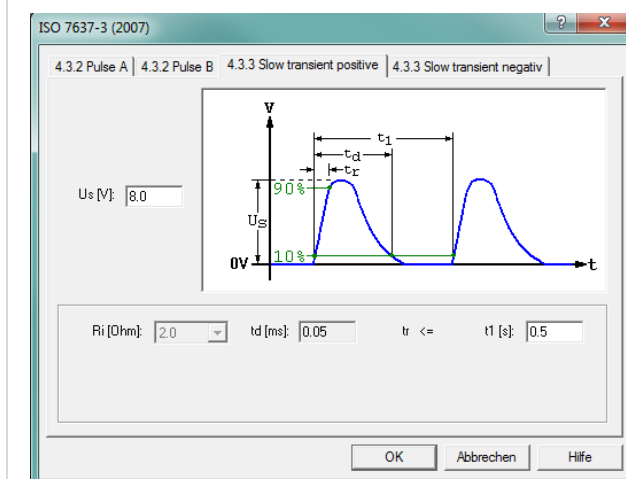 ISO 7637-3 (2007)
4.3.2 Pulse A 4.3.2 Pulse B 4.3.3 Slow transient positive 4.3.3 Slow transient negativ
V
t1
td
tr
Us [V]: 8.0
90%
US
10%
0V
t
Ri [Ohm]: 2.0 td [ms]: 0.05 tr <= t1 [s]: 0.5
OK Abbrechen Hilfe